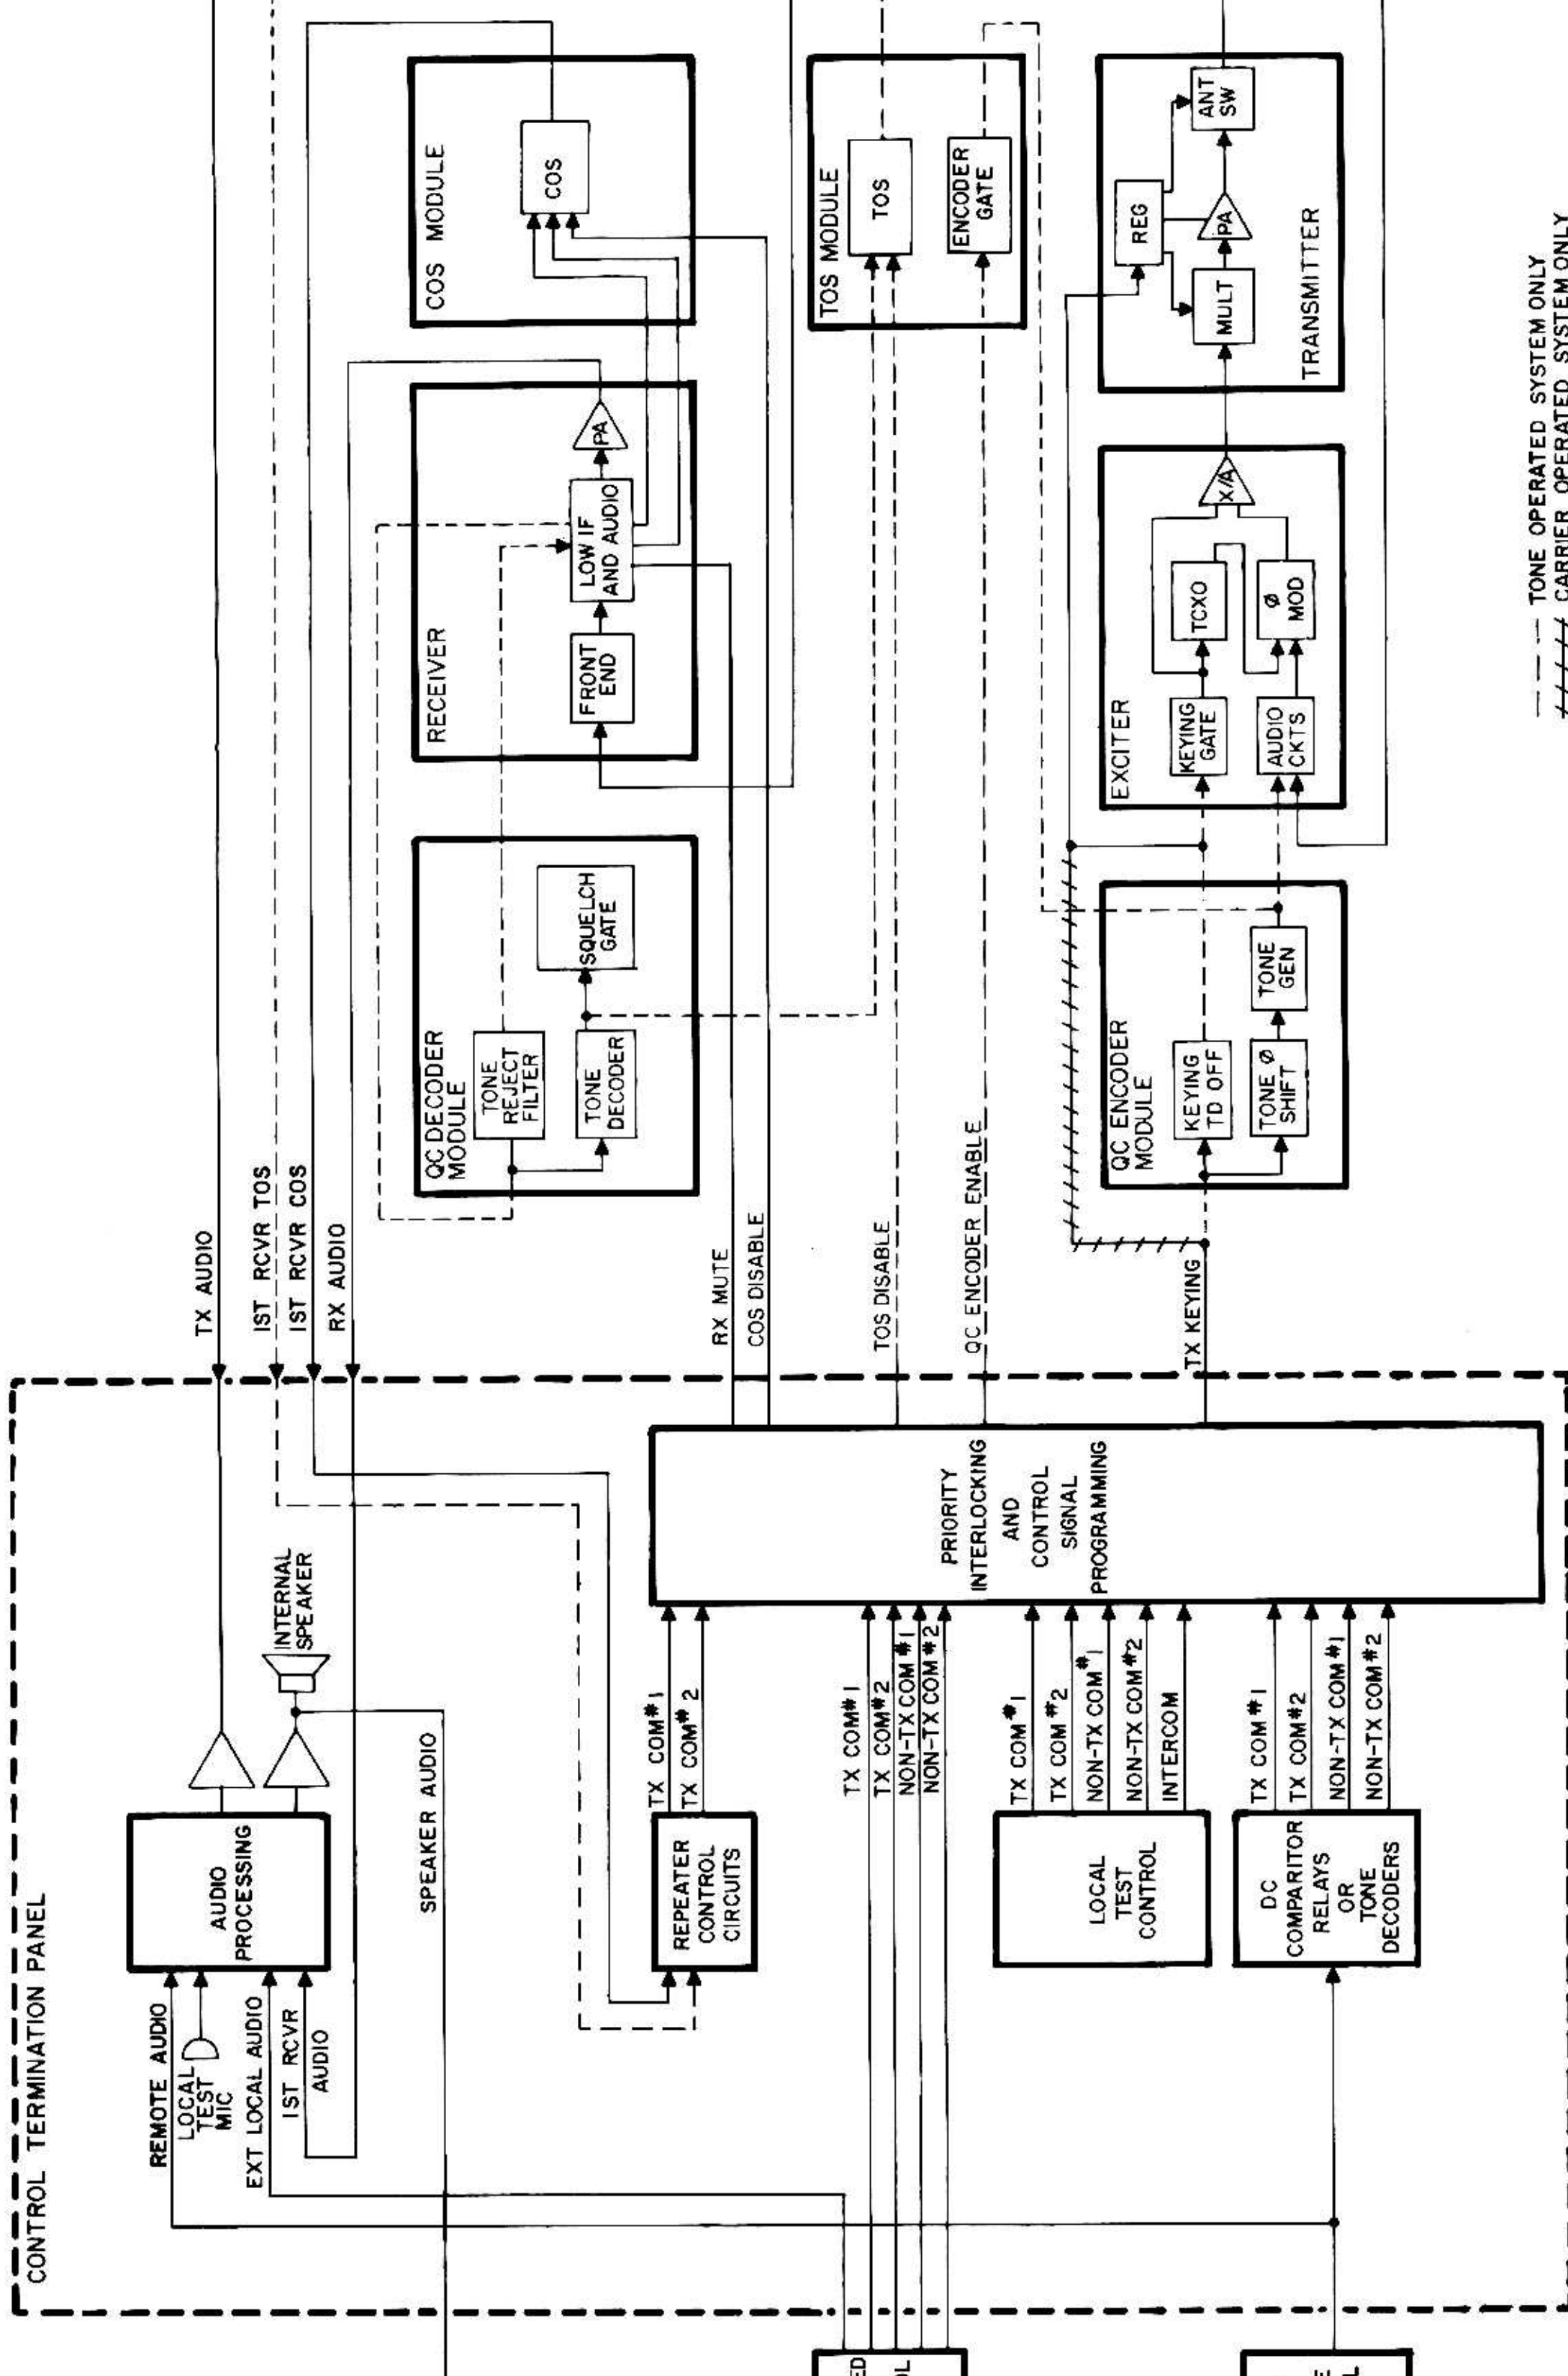 CONTROL TERMINATION PANEL
REMOTE AUDIO
LOCAL
TEST
MIC
EXT LOCAL AUDIO
IST RCVR
AUDIO
AUDIO
PROCESSING
INTERNAL
SPEAKER
SPEAKER AUDIO
TX AUDIO
IST RCVR TOS
IST RCVR COS
RX AUDIO
REPEATER
CONTROL
CIRCUITS
TX COM#1
TX COM#2
TX COM#1
TX COM#2
NON-TX COM#1
NON-TX COM#2
LOCAL
TEST
CONTROL
TX COM#1
TX COM#2
NON-TX COM#1
NON-TX COM#2
INTERCOM
DC
COMPARITOR
RELAYS
OR
TONE
DECODERS
TX COM#1
TX COM#2
NON-TX COM#1
NON-TX COM#2
PRIORITY
INTERLOCKING
AND
CONTROL
SIGNAL
PROGRAMMING
RX MUTE
COS DISABLE
TOS DISABLE
QC ENCODER ENABLE
TX KEYING
QC DECODER
MODULE
TONE
REJECT
FILTER
TONE
DECODER
SQUELCH
GATE
RECEIVER
FRONT
END
LOW IF
AND AUDIO
PA
COS MODULE
COS
TOS MODULE
TOS
ENCODER
GATE
QC ENCODER
MODULE
KEYING
TD OFF
TONE Ø
SHIFT
TONE
GEN
EXCITER
KEYING
GATE
TCXO
AUDIO
CKTS
Ø
MOD
X/A
TRANSMITTER
MULT
REG
PA
ANT
SW
TONE OPERATED SYSTEM ONLY
CARRIER OPERATED SYSTEM ONLY